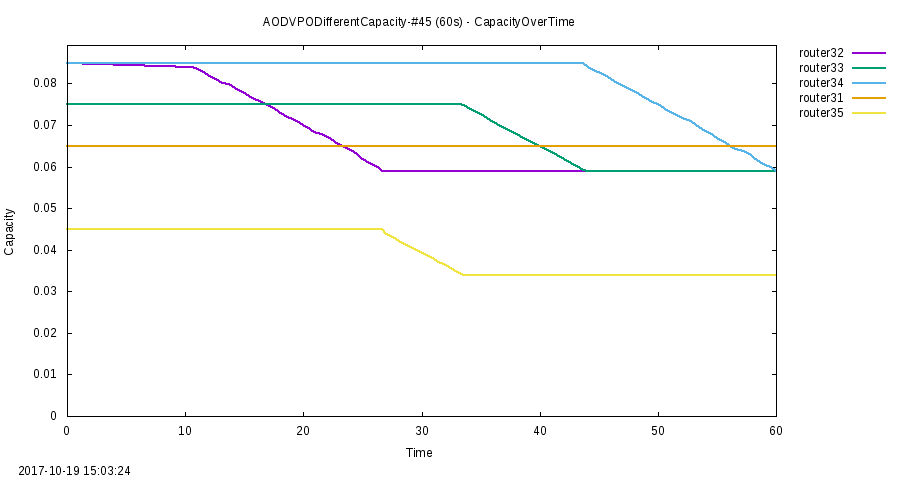 AODVPODifferentCapacity-#45 (60s) - CapacityOverTime
router32
router33
router34
router31
router35
0.08
0.07
0.06
0.05
0.04
0.03
0.02
0.01
0
Capacity
0 10 20 30 40 50 60
Time
2017-10-19 15:03:24